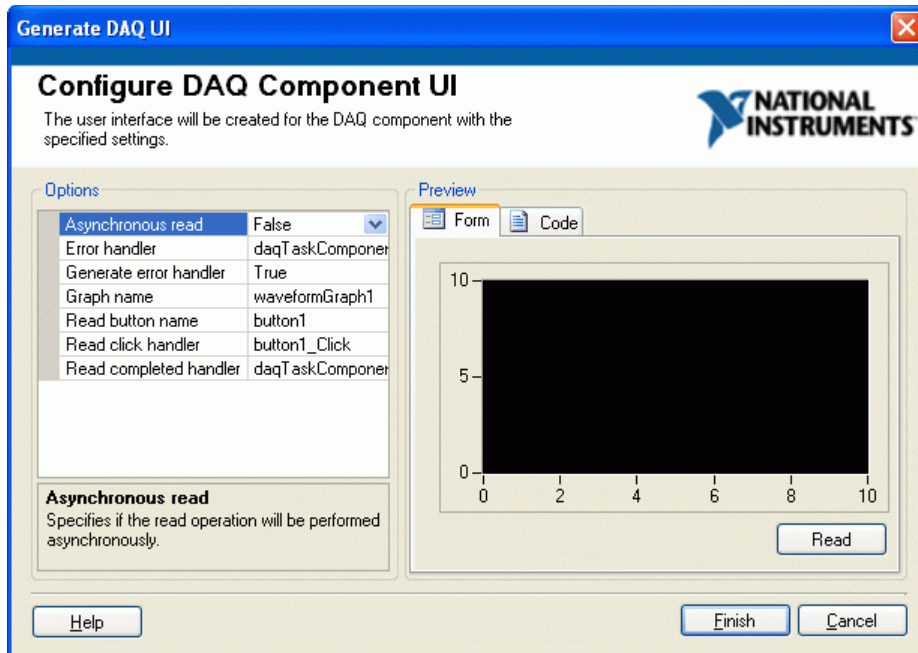 Generate DAQ UI
Configure DAQ Component UI
The user interface will be created for the DAQ component with the
specified settings.
NATIONAL
INSTRUMENTS™
Options
Asynchronous read False
Error handler daqTaskComponer
Generate error handler True
Graph name waveformGraph1
Read button name button1
Read click handler button1_Click
Read completed handler daqTaskComponer
Asynchronous read
Specifies if the read operation will be performed
asynchronously.
Preview
Form Code
10
5
0
0 2 4 6 8 10
Read
Help Finish Cancel